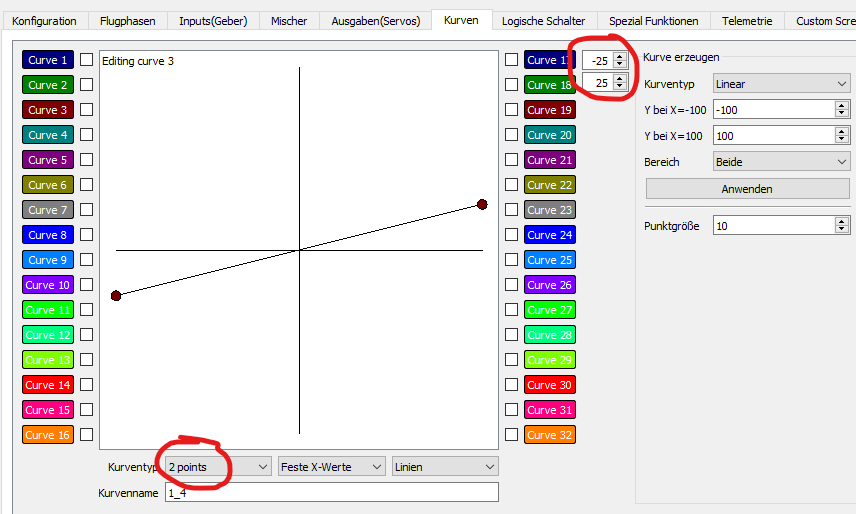 Konfiguration Flugphasen Inputs(Geber) Mischer Ausgaben(Servos) Kurven Logische Schalter Spezial Funktionen Telemetrie Custom Scre
Editing curve 3
Curve 1
Curve 2
Curve 3
Curve 4
Curve 5
Curve 6
Curve 7
Curve 8
Curve 9
Curve 10
Curve 11
Curve 12
Curve 13
Curve 14
Curve 15
Curve 16
Curve 17
Curve 18
Curve 19
Curve 20
Curve 21
Curve 22
Curve 23
Curve 24
Curve 25
Curve 26
Curve 27
Curve 28
Curve 29
Curve 30
Curve 31
Curve 32
-25
25
Kurve erzeugen
Kurventyp Linear
Y bei X=-100 -100
Y bei X=100 100
Bereich Beide
Anwenden
Punktgröße 10
Kurventyp 2 points Feste X-Werte Linien
Kurvenname 1_4